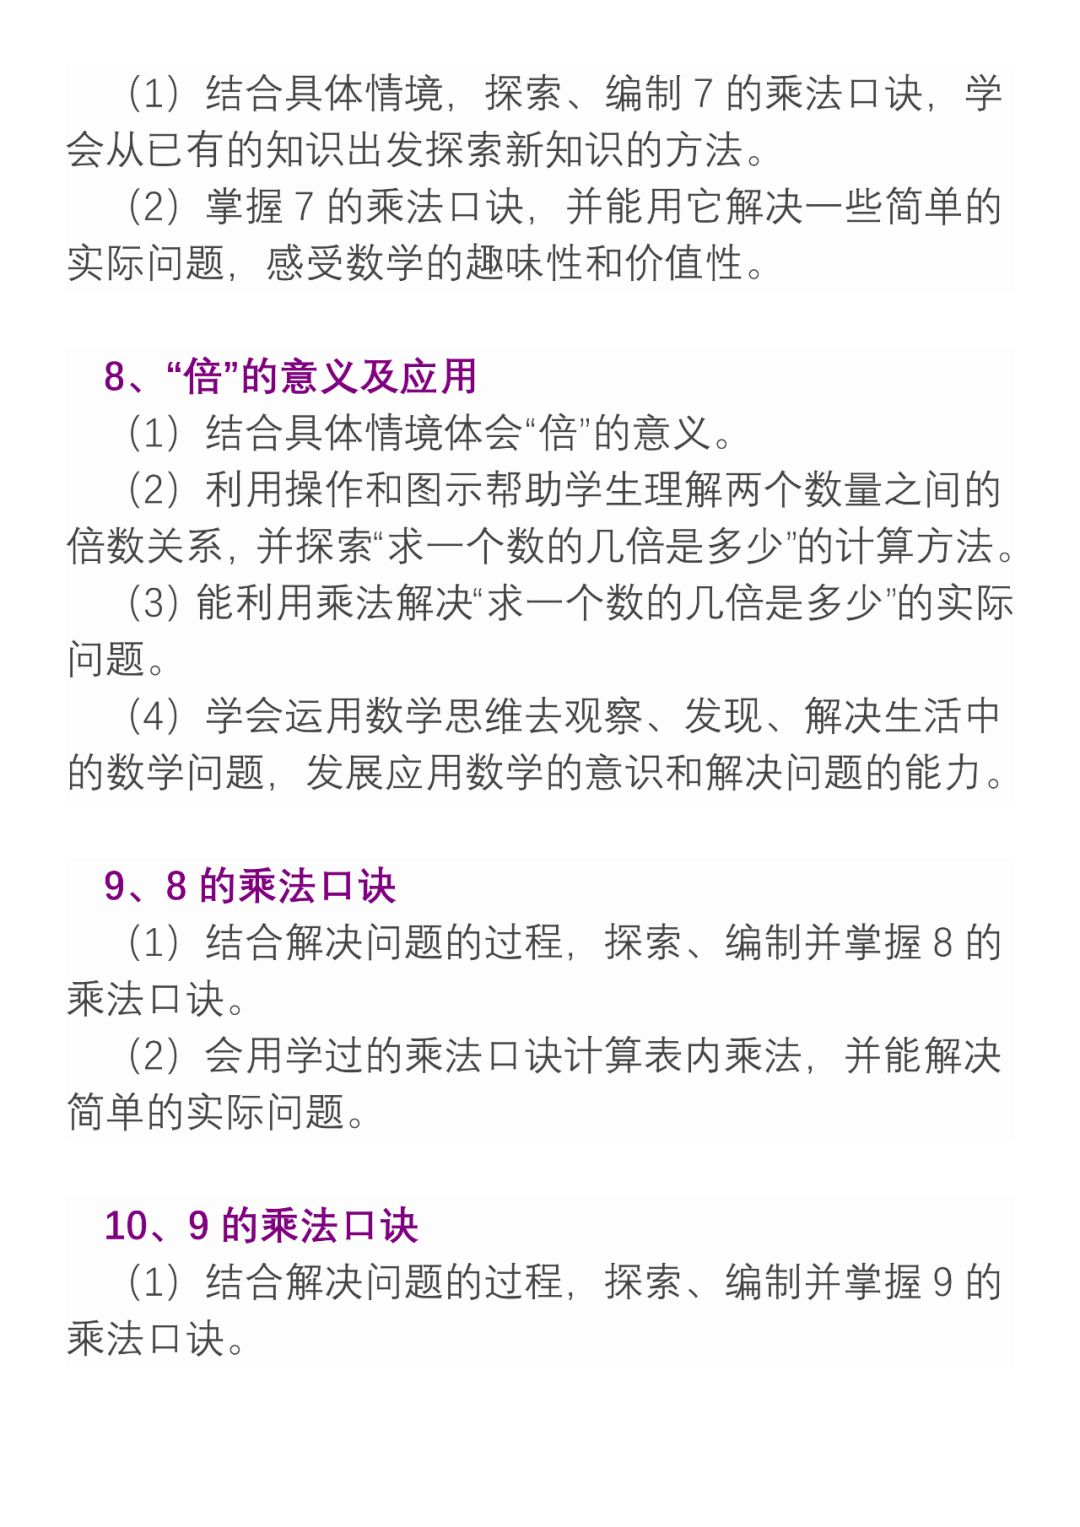 （1）结合具体情境，探索、编制 7 的乘法口诀，学
会从已有的知识出发探索新知识的方法。
（2）掌握 7 的乘法口诀，并能用它解决一些简单的
实际问题，感受数学的趣味性和价值性。
8、“倍”的意义及应用
（1）结合具体情境体会“倍”的意义。
（2）利用操作和图示帮助学生理解两个数量之间的
倍数关系，并探索“求一个数的几倍是多少”的计算方法。
（3）能利用乘法解决“求一个数的几倍是多少”的实际
问题。
（4）学会运用数学思维去观察、发现、解决生活中
的数学问题，发展应用数学的意识和解决问题的能力。
9、8 的乘法口诀
（1）结合解决问题的过程，探索、编制并掌握 8 的
乘法口诀。
（2）会用学过的乘法口诀计算表内乘法，并能解决
简单的实际问题。
10、9 的乘法口诀
（1）结合解决问题的过程，探索、编制并掌握 9 的
乘法口诀。